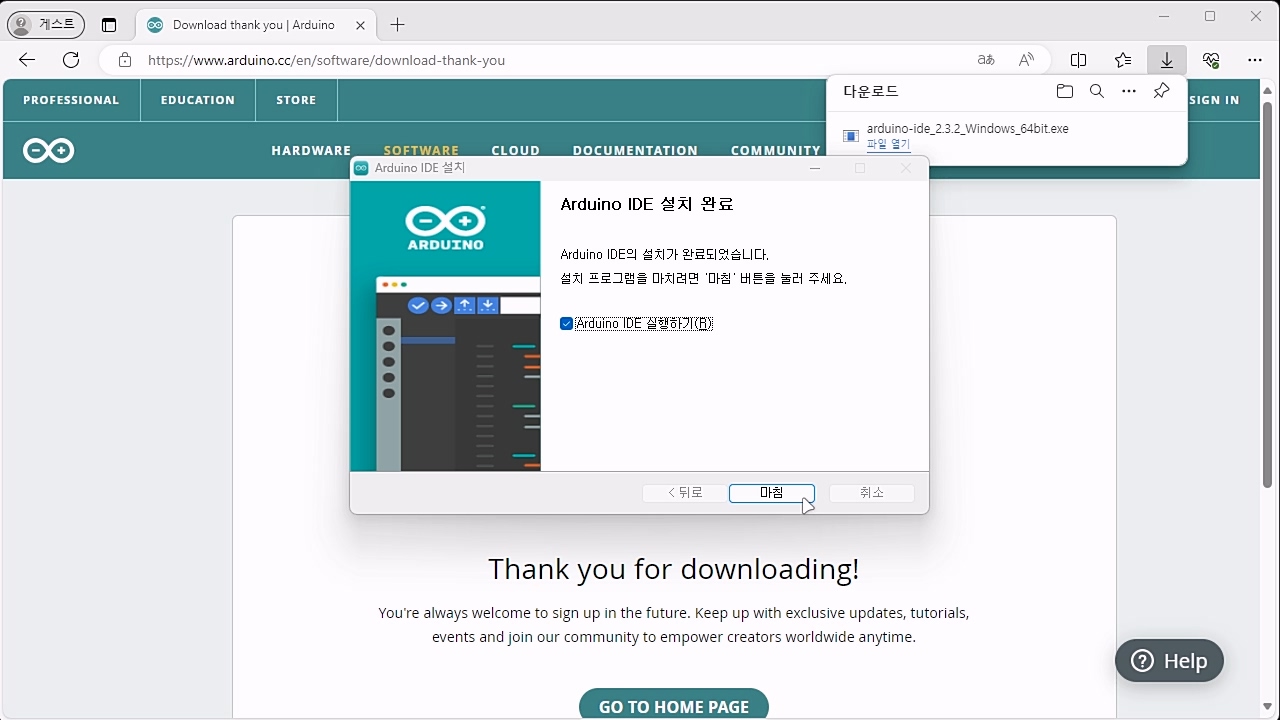 게스트
Download thank you | Arduino
https://www.arduino.cc/en/software/download-thank-you
aあ
A
PROFESSIONAL
EDUCATION
STORE
SIGN IN
다운로드
arduino-ide_2.3.2_Windows_64bit.exe
파일 열기
HARDWARE
SOFTWARE
CLOUD
DOCUMENTATION
COMMUNITY
Arduino IDE 설치
ARDUINO
Arduino IDE 설치 완료
Arduino IDE의 설치가 완료되었습니다.
설치 프로그램을 마치려면 '마침' 버튼을 눌러 주세요.
Arduino IDE 실행하기(R)
< 뒤로
마침
취소
Thank you for downloading!
You're always welcome to sign up in the future. Keep up with exclusive updates, tutorials,
events and join our community to empower creators worldwide anytime.
Help
GO TO HOME PAGE